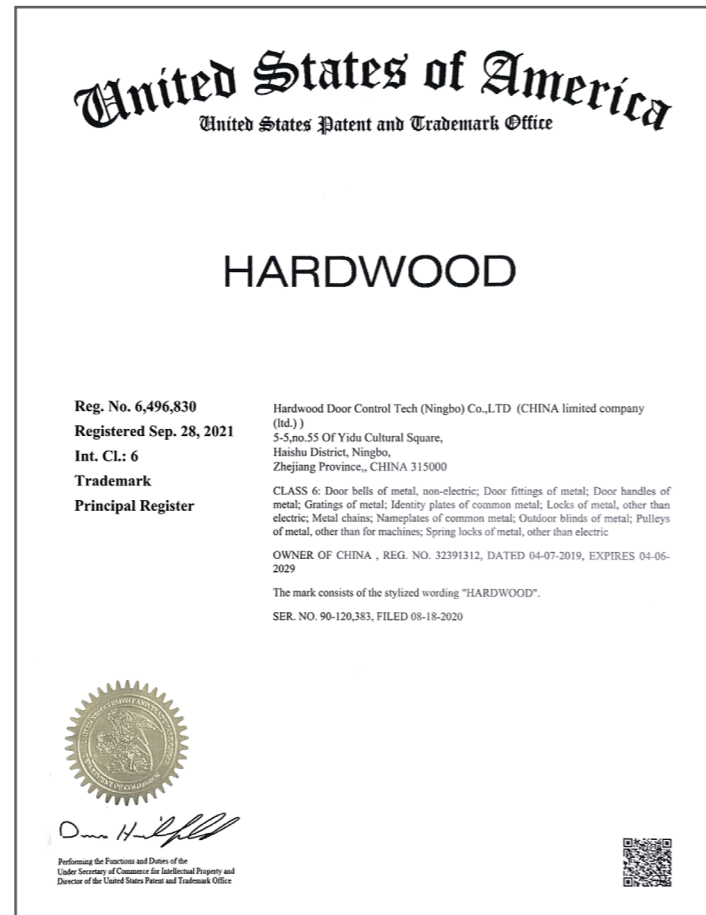 United States of America
United States Patent and Trademark Office
HARDWOOD
Reg. No. 6,496,830
Registered Sep. 28, 2021
Int. Cl.: 6
Trademark
Principal Register
Hardwood Door Control Tech (Ningbo) Co.,LTD (CHINA limited company
(ltd.) )
5-5,no.55 Of Yidu Cultural Square,
Haishu District, Ningbo,
Zhejiang Province,, CHINA 315000
CLASS 6: Door bells of metal, non-electric; Door fittings of metal; Door handles of
metal; Gratings of metal; Identity plates of common metal; Locks of metal, other than
electric; Metal chains; Nameplates of common metal; Outdoor blinds of metal; Pulleys
of metal, other than for machines; Spring locks of metal, other than electric
OWNER OF CHINA , REG. NO. 32391312, DATED 04-07-2019, EXPIRES 04-06-
2029
The mark consists of the stylized wording "HARDWOOD".
SER. NO. 90-120,383, FILED 08-18-2020
Performing the Functions and Duties of the
Under Secretary of Commerce for Intellectual Property and
Director of the United States Patent and Trademark Office